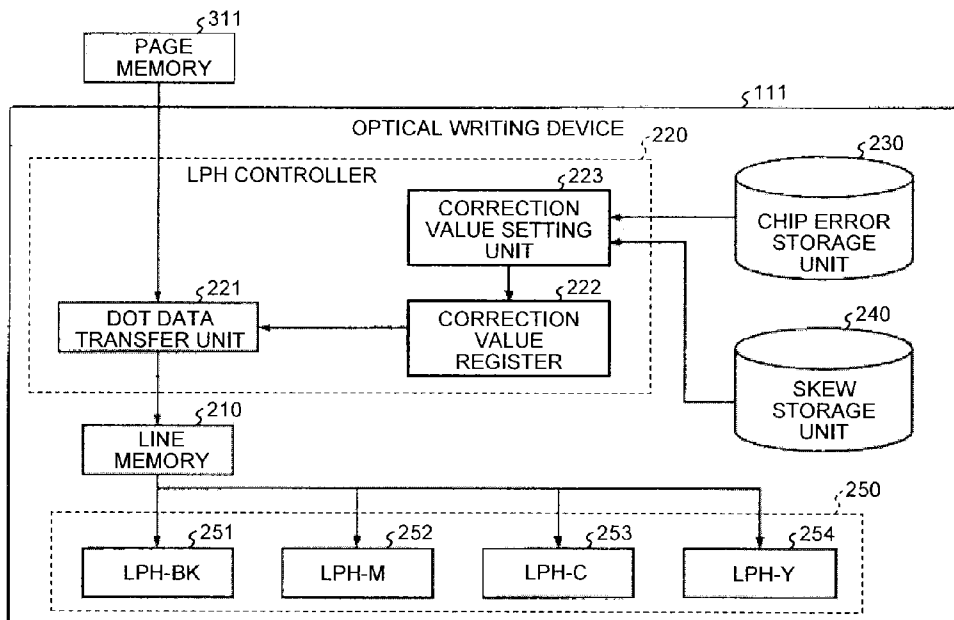 311
PAGE
MEMORY
111
OPTICAL WRITING DEVICE
220
LPH CONTROLLER
223
CORRECTION
VALUE SETTING
UNIT
230
CHIP ERROR
STORAGE
UNIT
221
DOT DATA
TRANSFER UNIT
222
CORRECTION
VALUE
REGISTER
240
SKEW
STORAGE
UNIT
210
LINE
MEMORY
250
251
LPH-BK
252
LPH-M
253
LPH-C
254
LPH-Y